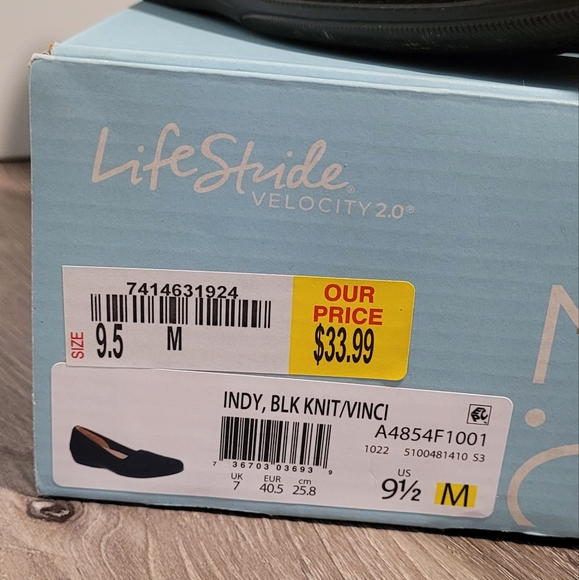 LifeStride®
VELOCITY 2.0®
7414631924
SIZE 9.5 M
OUR
PRICE
$33.99
INDY, BLK KNIT/VINCI
A4854F1001
1022 5100481410 S3
7 36703 03693 9
UK EUR cm US
7 40.5 25.8 9½ M